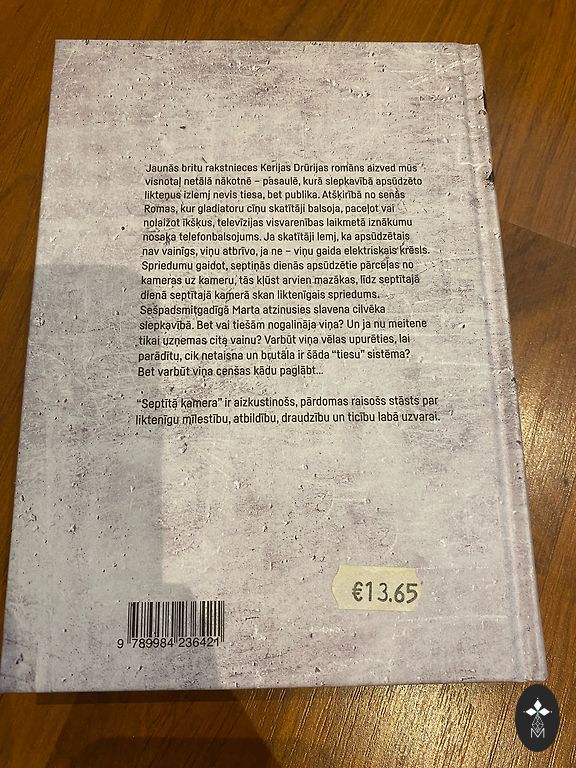 Jaunās britu rakstnieces Kerijas Drūrijas romāns aizved mūs
visnotaļ netālā nākotnē – pasaulē, kurā slepkavībā apsūdzēto
likteņus izlemj nevis tiesa, bet publika. Atšķirībā no senās
Romas, kur gladiatoru cīņu skatītāji balsoja, paceļot vai
nolaižot īkšķus, televīzijas visvarenības laikmetā iznākumu
nosaka telefonbalsojums. Ja skatītāji lemj, ka apsūdzētais
nav vainīgs, viņu atbrīvo, ja ne – viņu gaida elektriskais krēsls.
Spriedumu gaidot, septiņās dienās apsūdzētie pārceļas no
kameras uz kameru, tās kļūst arvien mazākas, līdz septītajā
dienā septītajā kamerā skan liktenīgais spriedums.
Sešpadsmitgadīgā Marta atzinusies slavena cilvēka
slepkavībā. Bet vai tiešām nogalināja viņa? Un ja nu meitene
tikai uzņemas cita vainu? Varbūt viņa vēlas upurēties, lai
parādītu, cik netaisna un brutāla ir šāda “tiesu” sistēma?
Bet varbūt viņa cenšas kādu paglābt...
“Septītā kamera” ir aizkustinošs, pārdomas raisošs stāsts par
liktenīgu mīlestību, atbildību, draudzību un ticību labā uzvarai.
€13.65
9 789984 236421
M